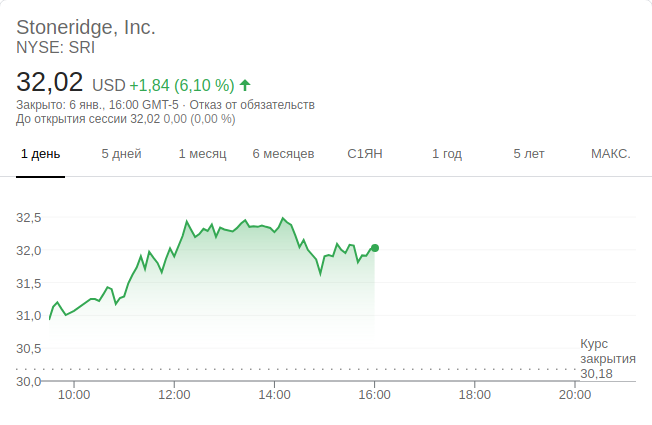 Stoneridge, Inc.
NYSE: SRI
32,02 USD +1,84 (6,10 %)
Закрыто: 6 янв., 16:00 GMT-5 · Отказ от обязательств
До открытия сессии 32,02 0,00 (0,00 %)
1 день 5 дней 1 месяц 6 месяцев С1ЯН 1 год 5 лет МАКС.
32,5
32,0
31,5
31,0
30,5
30,0
Курс
закрытия
30,18
10:00 12:00 14:00 16:00 18:00 20:00